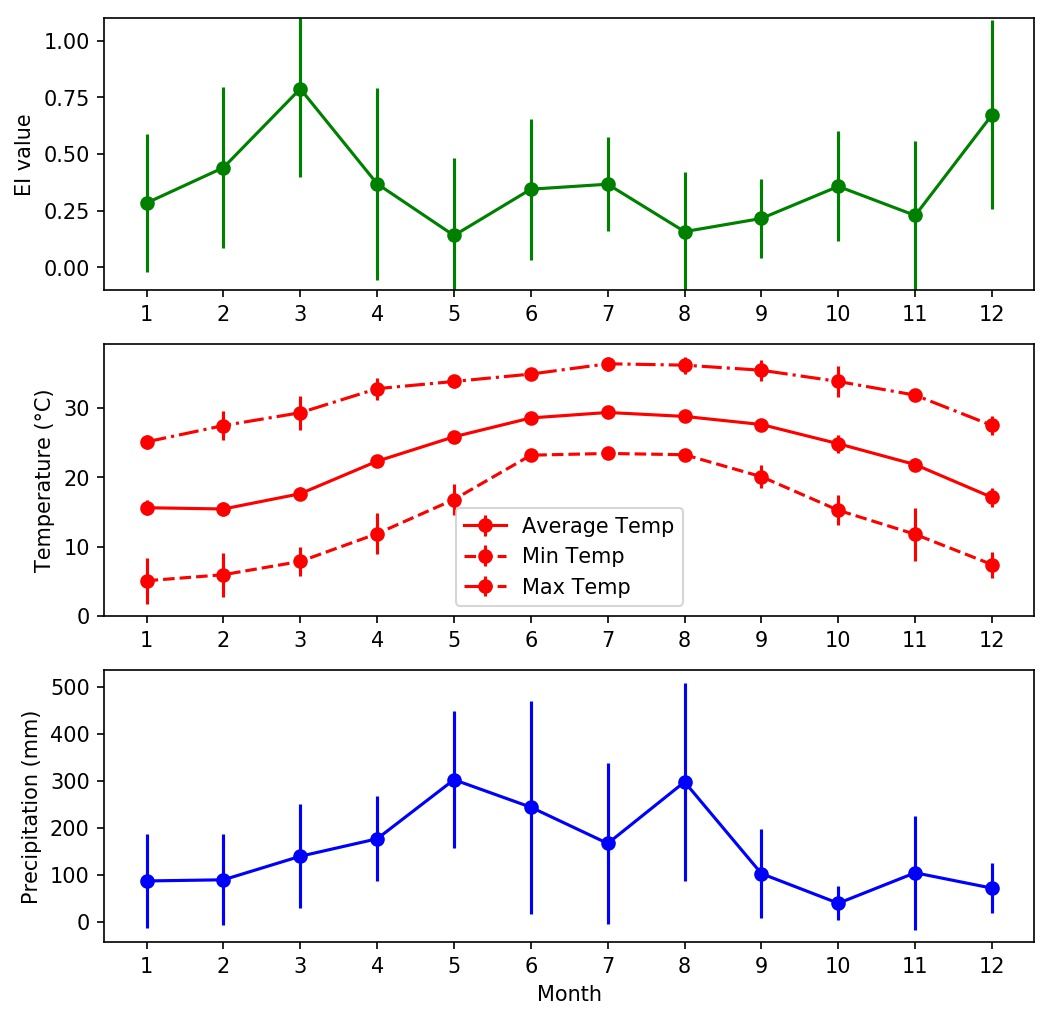 EI value
1.00
0.75
0.50
0.25
0.00
1 2 3 4 5 6 7 8 9 10 11 12
Temperature (°C)
30
20
10
0
Average Temp
Min Temp
Max Temp
1 2 3 4 5 6 7 8 9 10 11 12
Precipitation (mm)
500
400
300
200
100
0
1 2 3 4 5 6 7 8 9 10 11 12
Month